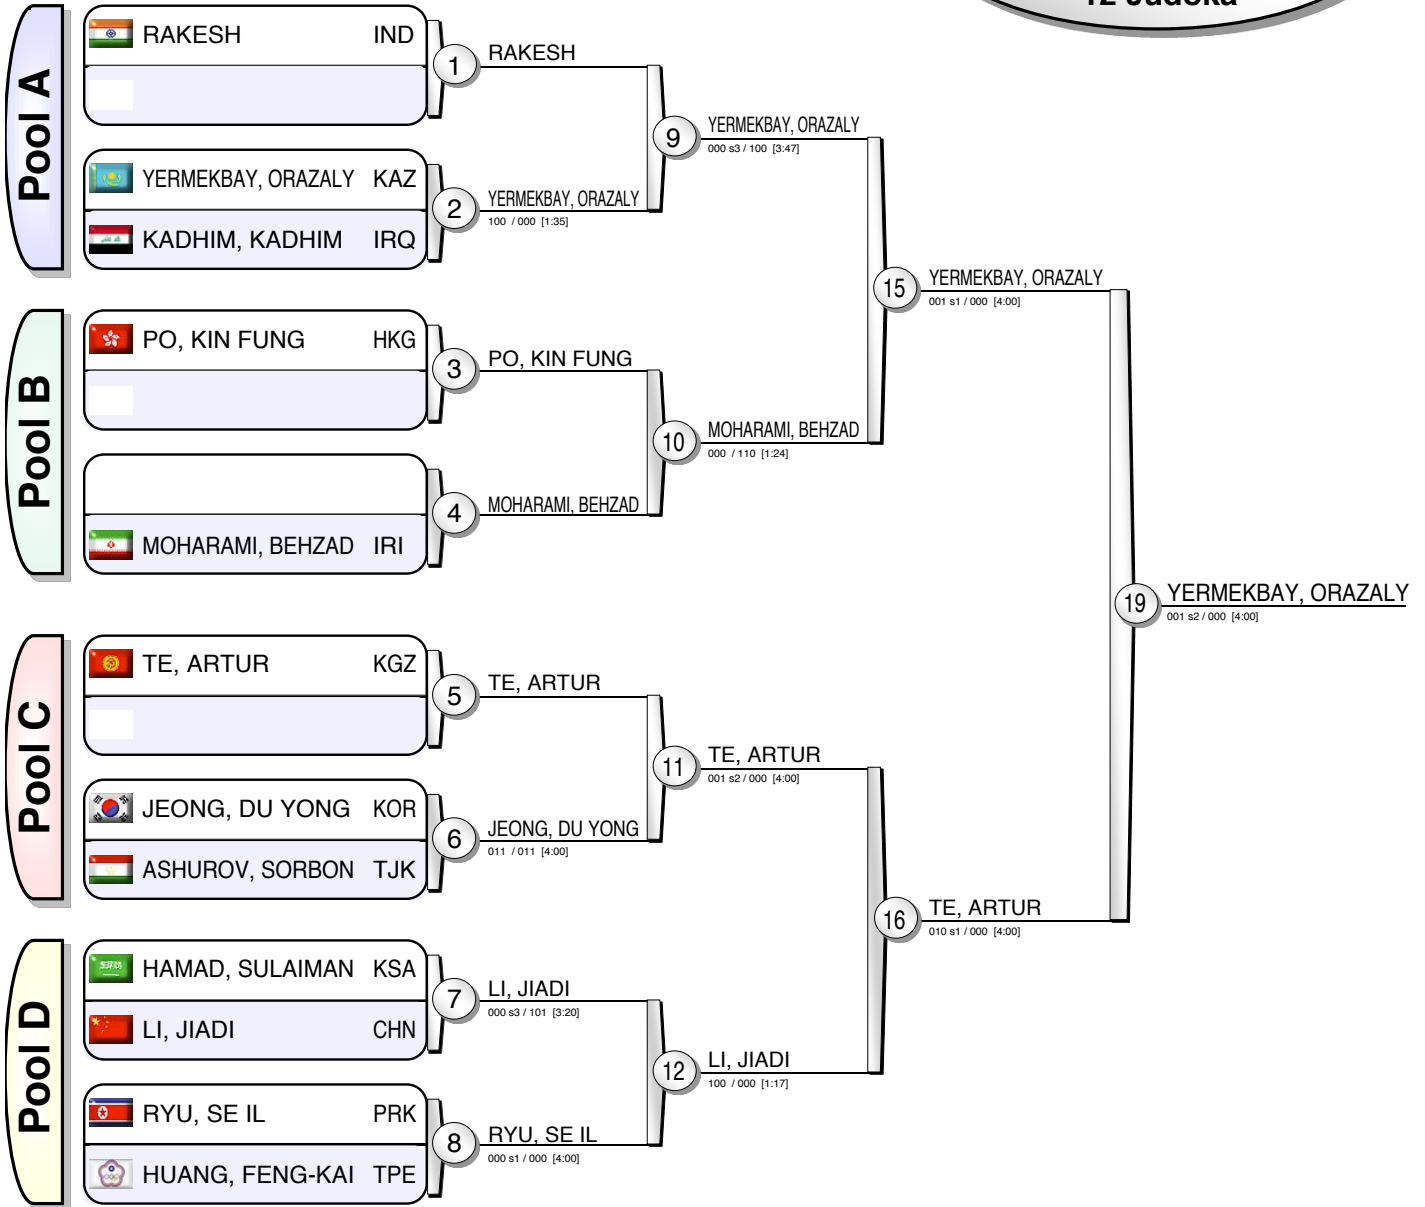 12 Judoka
Pool A
RAKESH IND
YERMEKBAY, ORAZALY KAZ
KADHIM, KADHIM IRQ
Pool B
PO, KIN FUNG HKG
MOHARAMI, BEHZAD IRI
Pool C
TE, ARTUR KGZ
JEONG, DU YONG KOR
ASHUROV, SORBON TJK
Pool D
HAMAD, SULAIMAN KSA
LI, JIADI CHN
RYU, SE IL PRK
HUANG, FENG-KAI TPE
1 RAKESH
2 YERMEKBAY, ORAZALY
100 / 000 [1:35]
3 PO, KIN FUNG
4 MOHARAMI, BEHZAD
5 TE, ARTUR
6 JEONG, DU YONG
011 / 011 [4:00]
7 LI, JIADI
000 s3 / 101 [3:20]
8 RYU, SE IL
000 s1 / 000 [4:00]
9 YERMEKBAY, ORAZALY
000 s3 / 100 [3:47]
10 MOHARAMI, BEHZAD
000 / 110 [1:24]
11 TE, ARTUR
001 s2 / 000 [4:00]
12 LI, JIADI
100 / 000 [1:17]
15 YERMEKBAY, ORAZALY
001 s1 / 000 [4:00]
16 TE, ARTUR
010 s1 / 000 [4:00]
19 YERMEKBAY, ORAZALY
001 s2 / 000 [4:00]